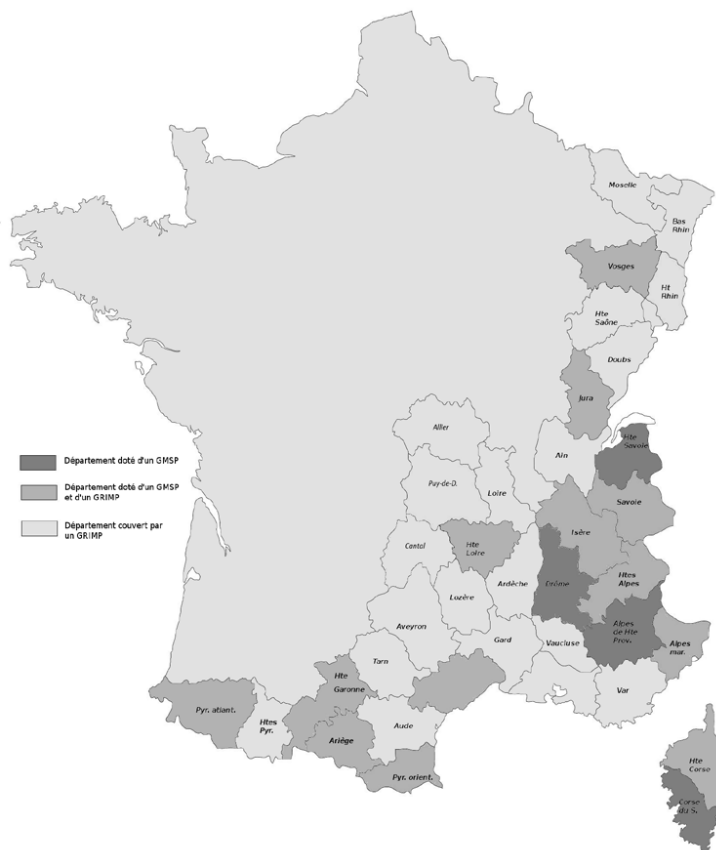 Moselle
Bas
Rhin
Vosges
Ht
Rhin
Hte
Saône
Doubs
Jura
Aller
Ain
Hte
Savoie
Département doté d'un GMSP
Puy-de-D.
Loire
Savoie
Département doté d'un GMSP
et d'un GRIMP
Département couvert par
un GRIMP
Isère
Cantal
Hte
Loire
Htes
Alpes
Drôme
Ardèche
Lozère
Aveyron
Alpes
de Hte
Prov.
Gard
Vaucluse
Alpes
mar.
Tarn
Hte
Garonne
Var
Pyr. atlant.
Htes
Pyr.
Aude
Ariège
Pyr. orient.
Hte
Corse
Corse
du S.